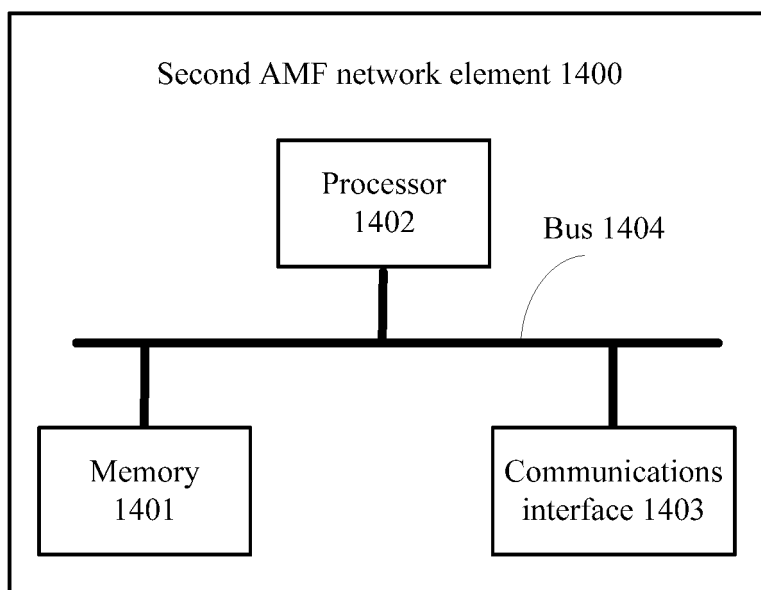 Second AMF network element 1400
Processor
1402
Bus 1404
Memory
1401
Communications
interface 1403